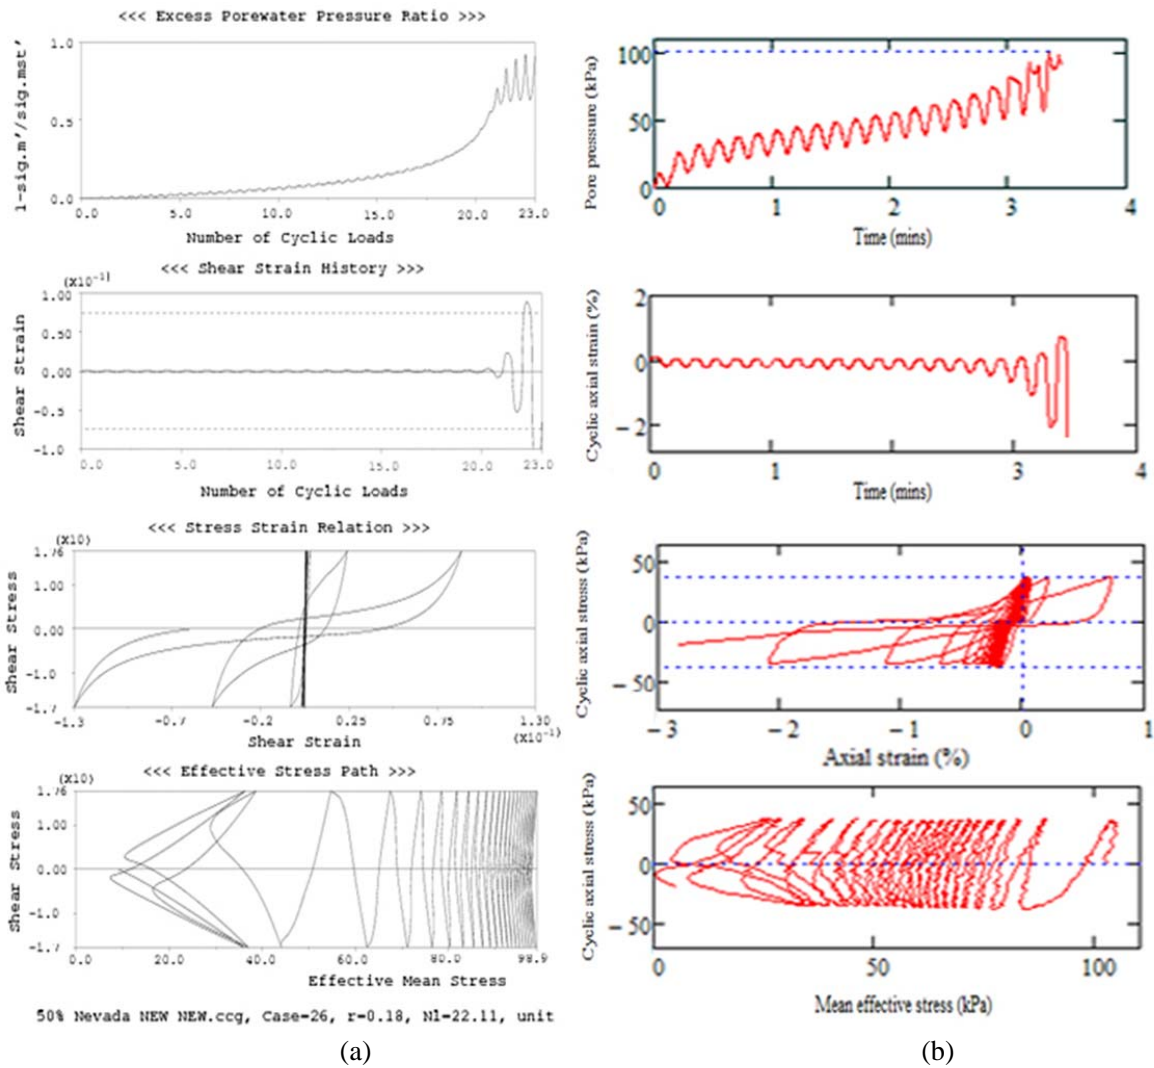 <<< Excess Porewater Pressure Ratio >>>
1-sig.m'/sig.mst'
1.0
0.5
0.0
0.0 5.0 10.0 15.0 20.0 23.0
Number of Cyclic Loads
<<< Shear Strain History >>>
(X10⁻¹)
Shear Strain
1.00
0.50
0.00
-0.5
-1.0
0.0 5.0 10.0 15.0 20.0 23.0
Number of Cyclic Loads
<<< Stress Strain Relation >>>
(X10)
Shear Stress
1.76
1.00
0.00
-1.0
-1.7
-1.3 -0.7 -0.2 0.25 0.75 1.30
(X10⁻¹)
Shear Strain
<<< Effective Stress Path >>>
(X10)
Shear Stress
1.76
1.00
0.00
-1.0
-1.7
0.0 20.0 40.0 60.0 80.0 98.9
Effective Mean Stress
50% Nevada NEW NEW.ccg, Case-26, r=0.18, Nl=22.11, unit
(a)
Pore pressure (kPa)
100
50
0
0 1 2 3 4
Time (mins)
Cyclic axial strain (%)
2
0
-2
0 1 2 3 4
Time (mins)
Cyclic axial stress (kPa)
50
0
-50
-3 -2 -1 0 1
Axial strain (%)
Cyclic axial stress (kPa)
50
0
-50
0 50 100
Mean effective stress (kPa)
(b)